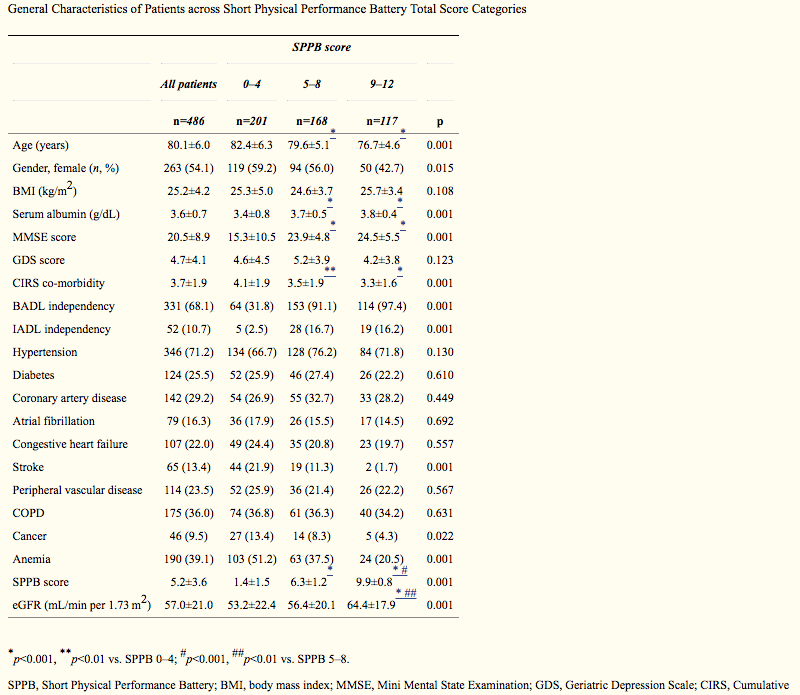 General Characteristics of Patients across Short Physical Performance Battery Total Score Categories
SPPB score
All patients 0–4 5–8 9–12
n=486 n=201 n=168 n=117 p
Age (years) 80.1±6.0 82.4±6.3 79.6±5.1* 76.7±4.6* 0.001
Gender, female (n, %) 263 (54.1) 119 (59.2) 94 (56.0) 50 (42.7) 0.015
BMI (kg/m2) 25.2±4.2 25.3±5.0 24.6±3.7 25.7±3.4 0.108
Serum albumin (g/dL) 3.6±0.7 3.4±0.8 3.7±0.5* 3.8±0.4* 0.001
MMSE score 20.5±8.9 15.3±10.5 23.9±4.8* 24.5±5.5* 0.001
GDS score 4.7±4.1 4.6±4.5 5.2±3.9 4.2±3.8 0.123
CIRS co-morbidity 3.7±1.9 4.1±1.9 3.5±1.9** 3.3±1.6* 0.001
BADL independency 331 (68.1) 64 (31.8) 153 (91.1) 114 (97.4) 0.001
IADL independency 52 (10.7) 5 (2.5) 28 (16.7) 19 (16.2) 0.001
Hypertension 346 (71.2) 134 (66.7) 128 (76.2) 84 (71.8) 0.130
Diabetes 124 (25.5) 52 (25.9) 46 (27.4) 26 (22.2) 0.610
Coronary artery disease 142 (29.2) 54 (26.9) 55 (32.7) 33 (28.2) 0.449
Atrial fibrillation 79 (16.3) 36 (17.9) 26 (15.5) 17 (14.5) 0.692
Congestive heart failure 107 (22.0) 49 (24.4) 35 (20.8) 23 (19.7) 0.557
Stroke 65 (13.4) 44 (21.9) 19 (11.3) 2 (1.7) 0.001
Peripheral vascular disease 114 (23.5) 52 (25.9) 36 (21.4) 26 (22.2) 0.567
COPD 175 (36.0) 74 (36.8) 61 (36.3) 40 (34.2) 0.631
Cancer 46 (9.5) 27 (13.4) 14 (8.3) 5 (4.3) 0.022
Anemia 190 (39.1) 103 (51.2) 63 (37.5) 24 (20.5) 0.001
SPPB score 5.2±3.6 1.4±1.5 6.3±1.2* 9.9±0.8* # 0.001
eGFR (mL/min per 1.73 m2) 57.0±21.0 53.2±22.4 56.4±20.1 64.4±17.9* ## 0.001
*p<0.001, **p<0.01 vs. SPPB 0–4; #p<0.001, ##p<0.01 vs. SPPB 5–8.
SPPB, Short Physical Performance Battery; BMI, body mass index; MMSE, Mini Mental State Examination; GDS, Geriatric Depression Scale; CIRS, Cumulative